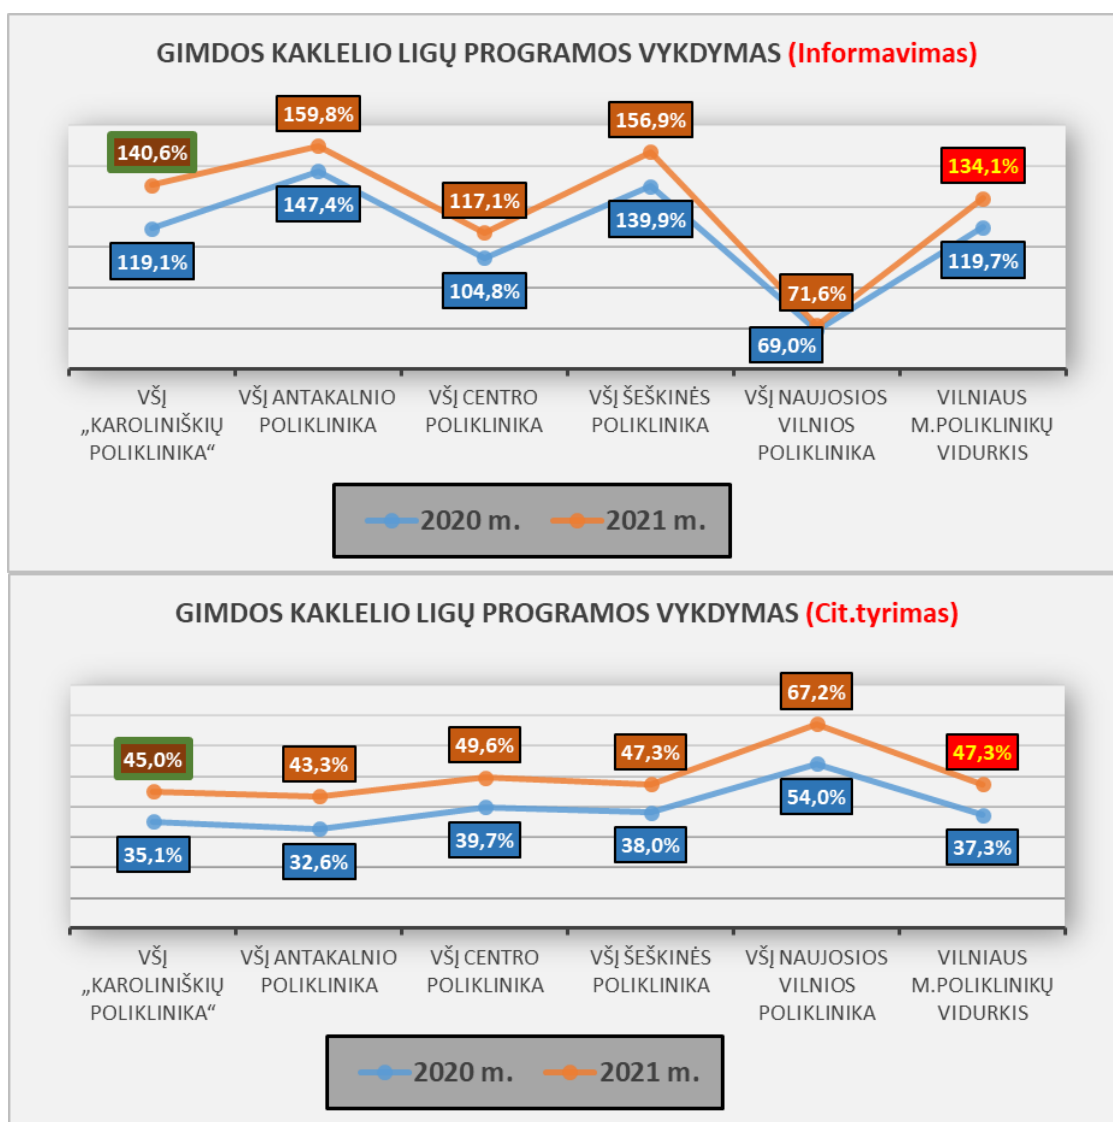 GIMDOS KAKLELIO LIGŲ PROGRAMOS VYKDYMAS (Informavimas)
159,8%
156,9%
140,6%
134,1%
117,1%
147,4%
139,9%
119,1%
119,7%
104,8%
71,6%
69,0%
VŠĮ „KAROLINIŠKIŲ POLIKLINIKA“
VŠĮ ANTAKALNIO POLIKLINIKA
VŠĮ CENTRO POLIKLINIKA
VŠĮ ŠEŠKINĖS POLIKLINIKA
VŠĮ NAUJOSIOS VILNIOS POLIKLINIKA
VILNIAUS M.POLIKLINIKŲ VIDURKIS
2020 m. 2021 m.
GIMDOS KAKLELIO LIGŲ PROGRAMOS VYKDYMAS (Cit.tyrimas)
67,2%
45,0%
43,3%
49,6%
47,3%
47,3%
54,0%
35,1%
32,6%
39,7%
38,0%
37,3%
VŠĮ „KAROLINIŠKIŲ POLIKLINIKA“
VŠĮ ANTAKALNIO POLIKLINIKA
VŠĮ CENTRO POLIKLINIKA
VŠĮ ŠEŠKINĖS POLIKLINIKA
VŠĮ NAUJOSIOS VILNIOS POLIKLINIKA
VILNIAUS M.POLIKLINIKŲ VIDURKIS
2020 m. 2021 m.